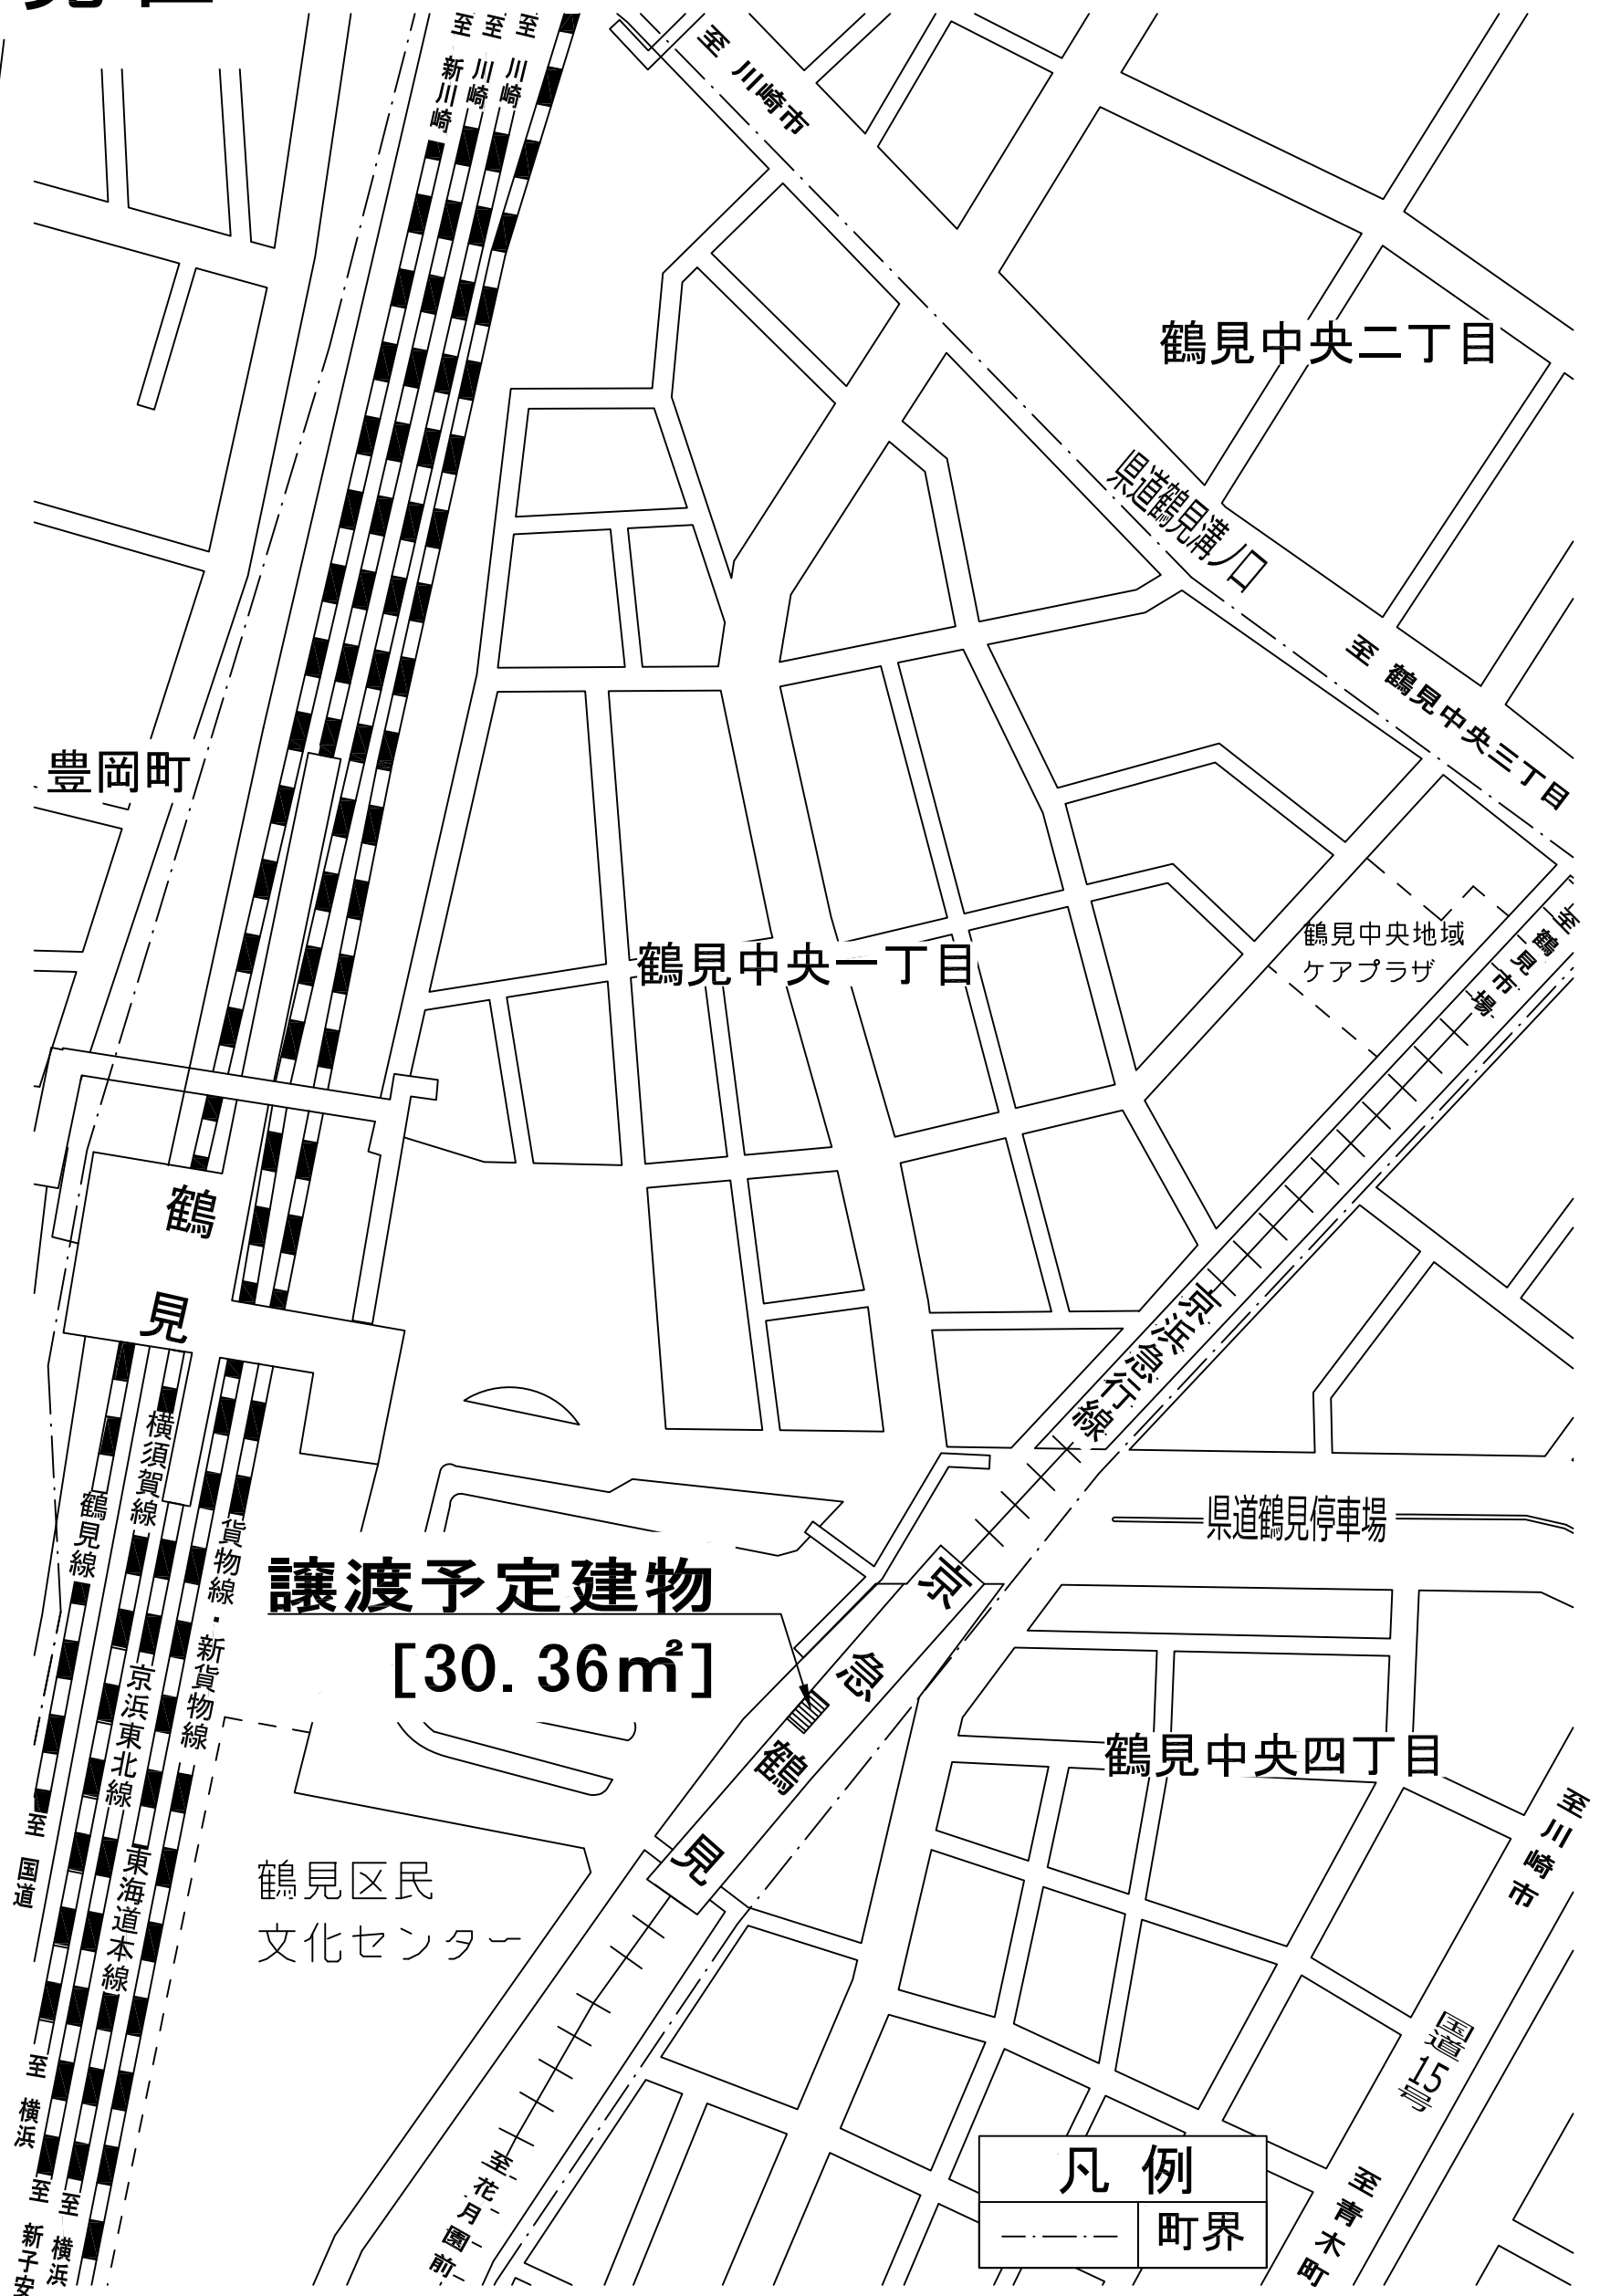 至 新川崎
至 川崎
至 川崎
至 川崎市
鶴見中央二丁目
県道鶴見溝ノ口
至 鶴見中央三丁目
豊岡町
鶴見中央一丁目
鶴見中央地域
ケアプラザ
至 鶴見市場
鶴見
京浜急行線
横須賀線
鶴見線
貨物線・新貨物線
県道鶴見停車場
譲渡予定建物
[30.36㎡]
京急鶴見
京浜東北線
東海道本線
鶴見中央四丁目
至 国道
至川崎市
鶴見区民
文化センター
国道15号
至 横浜
至 新子安
至 横浜
至花月園前
至青木町
凡例
町界